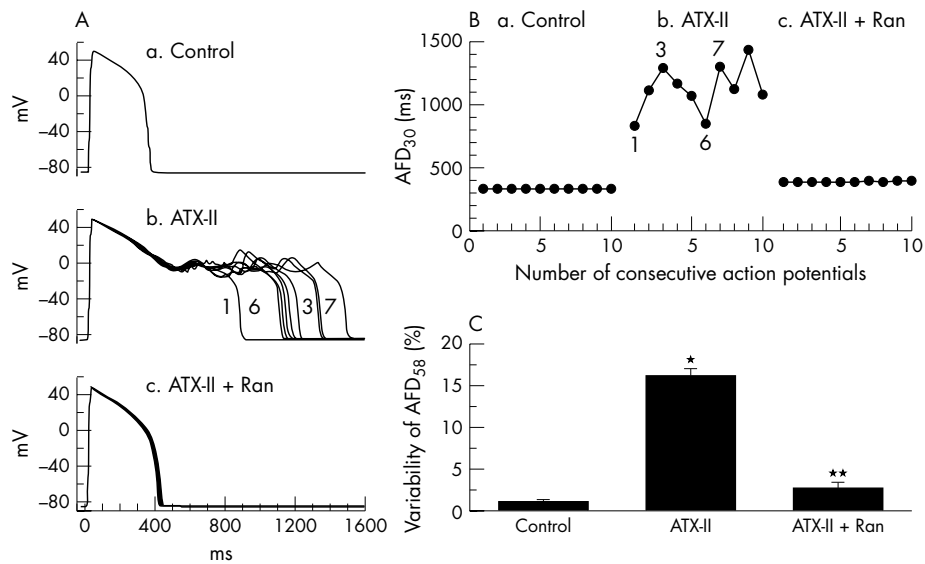 A
a. Control
40
0
−40
−80
mV
b. ATX-II
40
0
−40
−80
mV
1 6 3 7
c. ATX-II + Ran
40
0
−40
−80
mV
0 400 800 1200 1600
ms
B a. Control b. ATX-II c. ATX-II + Ran
1500
1000
500
0
AFD30 (ms)
3 7
1 6
0 5 10 5 10 5 10
Number of consecutive action potentials
C
20
15
10
5
0
Variability of AFD58 (%)
★
★★
Control ATX-II ATX-II + Ran